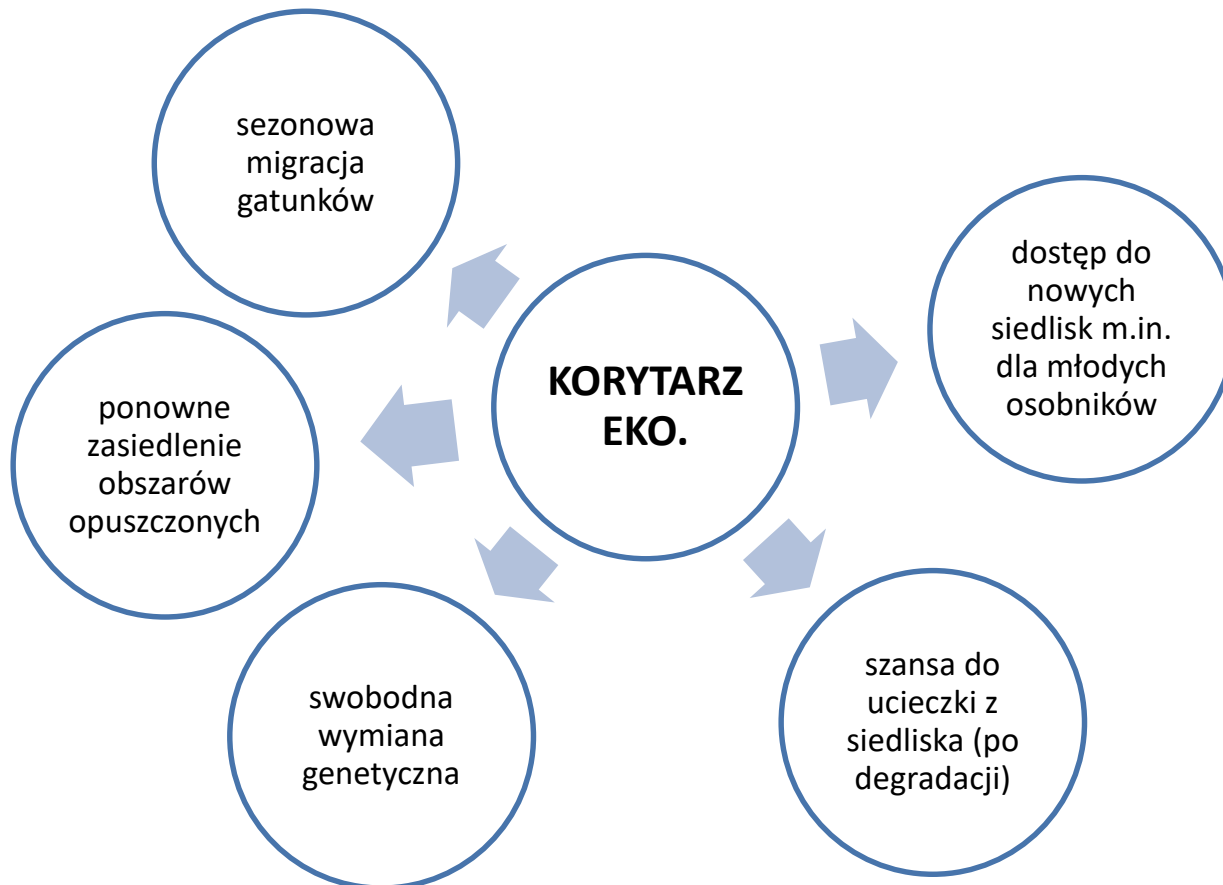 sezonowa
migracja
gatunków
dostęp do
nowych
siedlisk m.in.
dla młodych
osobników
KORYTARZ
EKO.
ponowne
zasiedlenie
obszarów
opuszczonych
swobodna
wymiana
genetyczna
szansa do
ucieczki z
siedliska (po
degradacji)